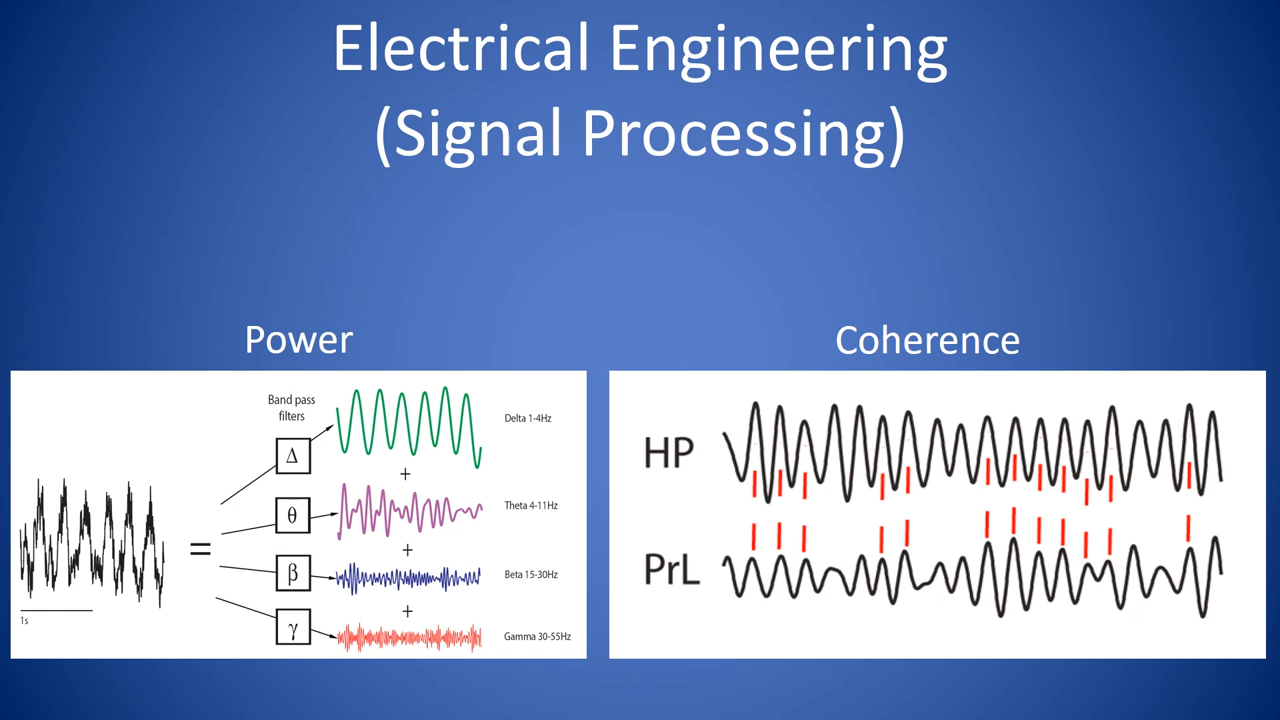 Electrical Engineering
(Signal Processing)
Power
Coherence
Band pass
filters
Δ
Delta 1-4Hz
+
θ
Theta 4-11Hz
=
+
β
Beta 15-30Hz
+
γ
Gamma 30-55Hz
1s
HP
PrL